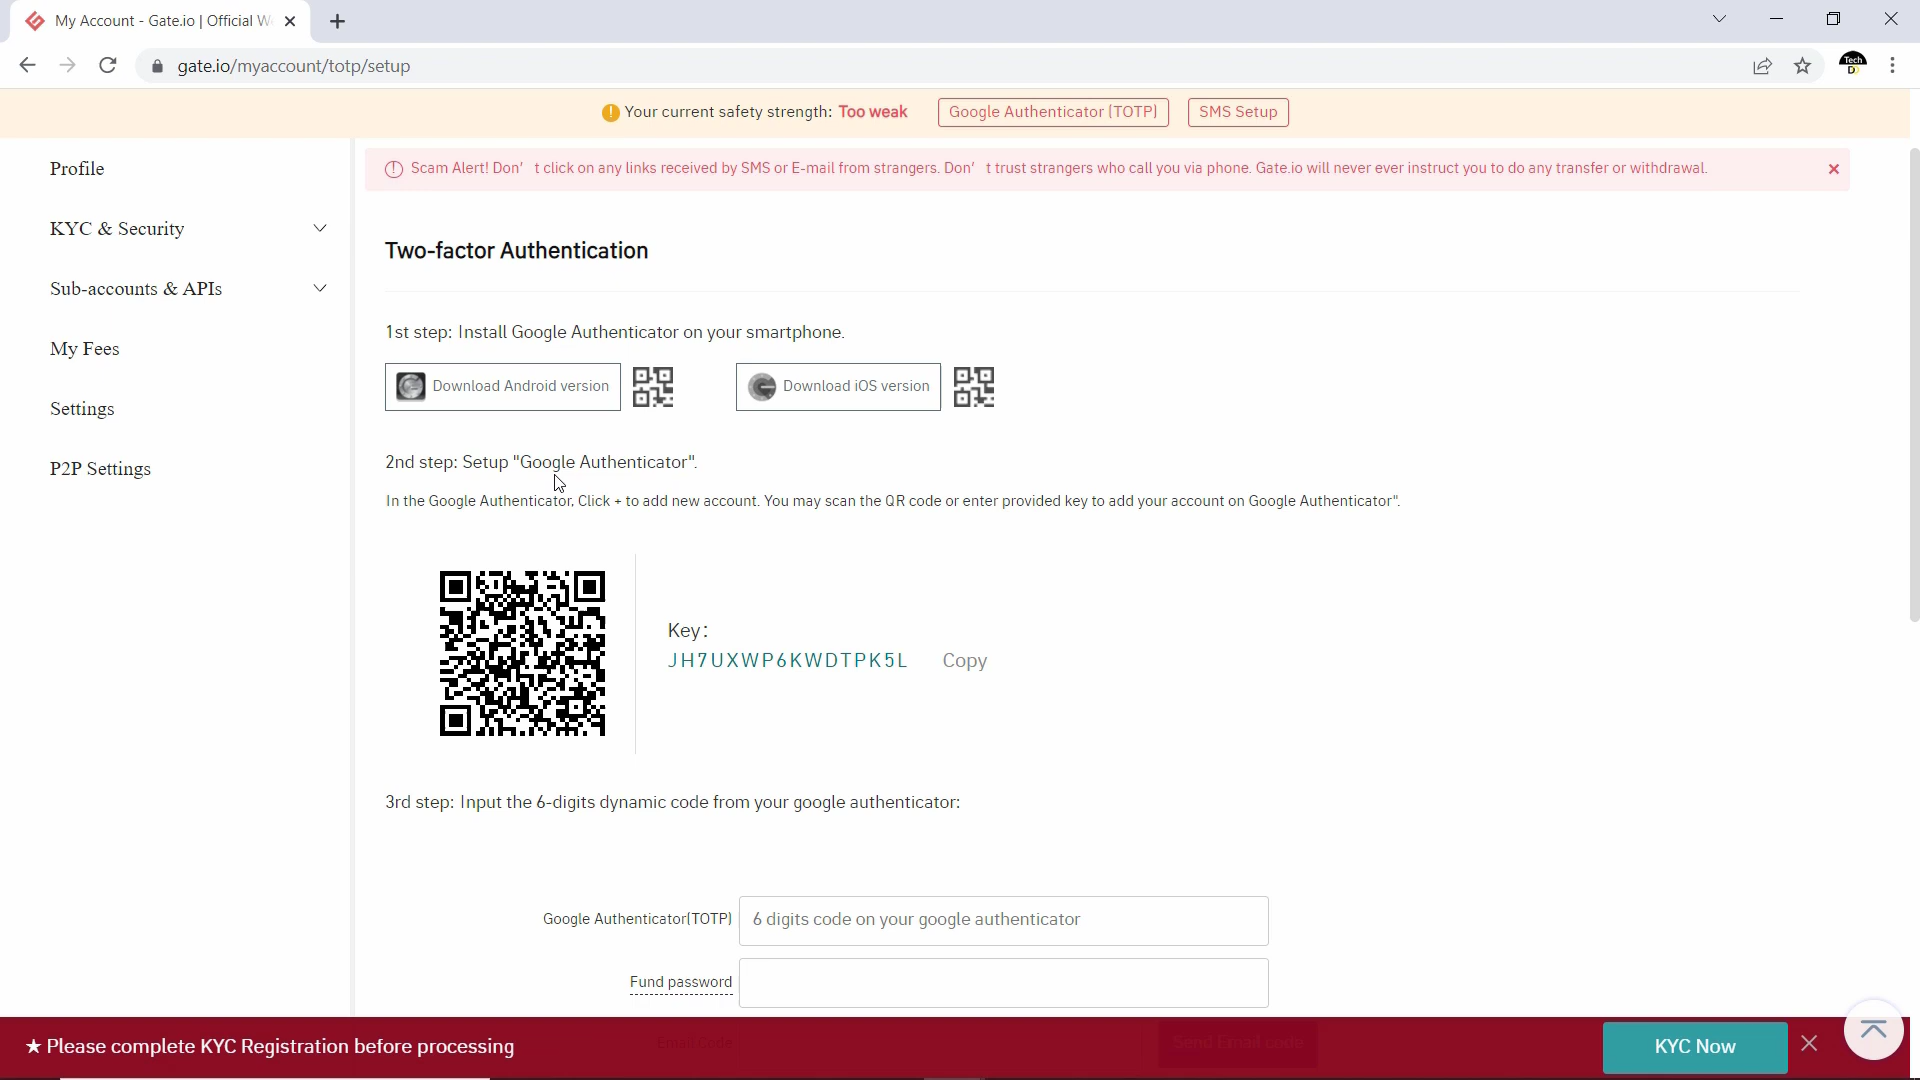 My Account - Gate.io | Official W
gate.io/myaccount/totp/setup
Tech
D
Your current safety strength: Too weak
Google Authenticator (TOTP)
SMS Setup
Profile
KYC & Security
Sub-accounts & APIs
My Fees
Settings
P2P Settings
Scam Alert! Don’ t click on any links received by SMS or E-mail from strangers. Don’ t trust strangers who call you via phone. Gate.io will never ever instruct you to do any transfer or withdrawal.
Two-factor Authentication
1st step: Install Google Authenticator on your smartphone.
Download Android version
Download iOS version
2nd step: Setup "Google Authenticator".
In the Google Authenticator, Click + to add new account. You may scan the QR code or enter provided key to add your account on Google Authenticator".
Key:
JH7UXWP6KWDTPK5L Copy
3rd step: Input the 6-digits dynamic code from your google authenticator:
Google Authenticator(TOTP) 6 digits code on your google authenticator
Fund password
Email Code Send Email code
★ Please complete KYC Registration before processing
KYC Now